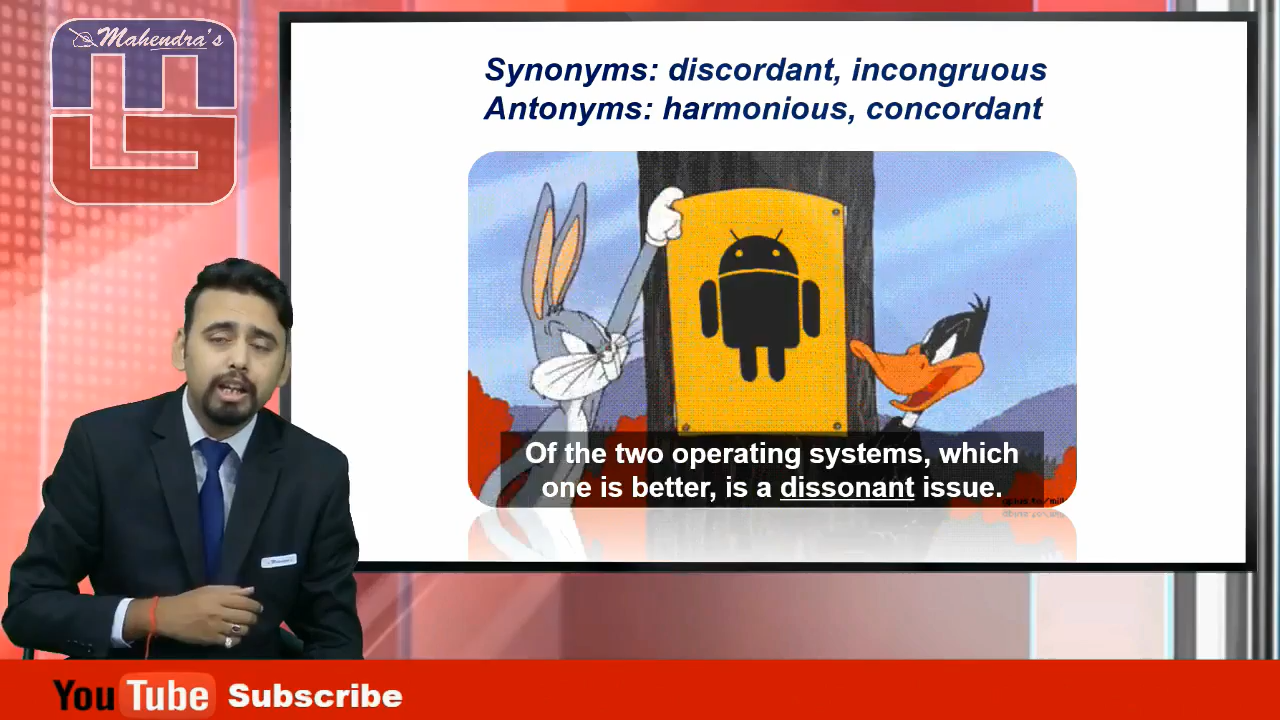 Mahendra's
Synonyms: discordant, incongruous
Antonyms: harmonious, concordant
Of the two operating systems, which
one is better, is a dissonant issue.
YouTube Subscribe